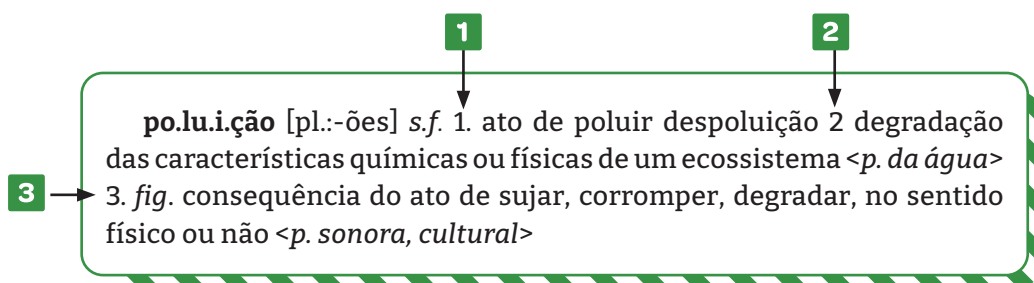 1 2
po.lu.i.ção [pl.:-ões] s.f. 1. ato de poluir despoluição 2 degradação
das características químicas ou físicas de um ecossistema <p. da água>
3 3. fig. consequência do ato de sujar, corromper, degradar, no sentido
físico ou não <p. sonora, cultural>